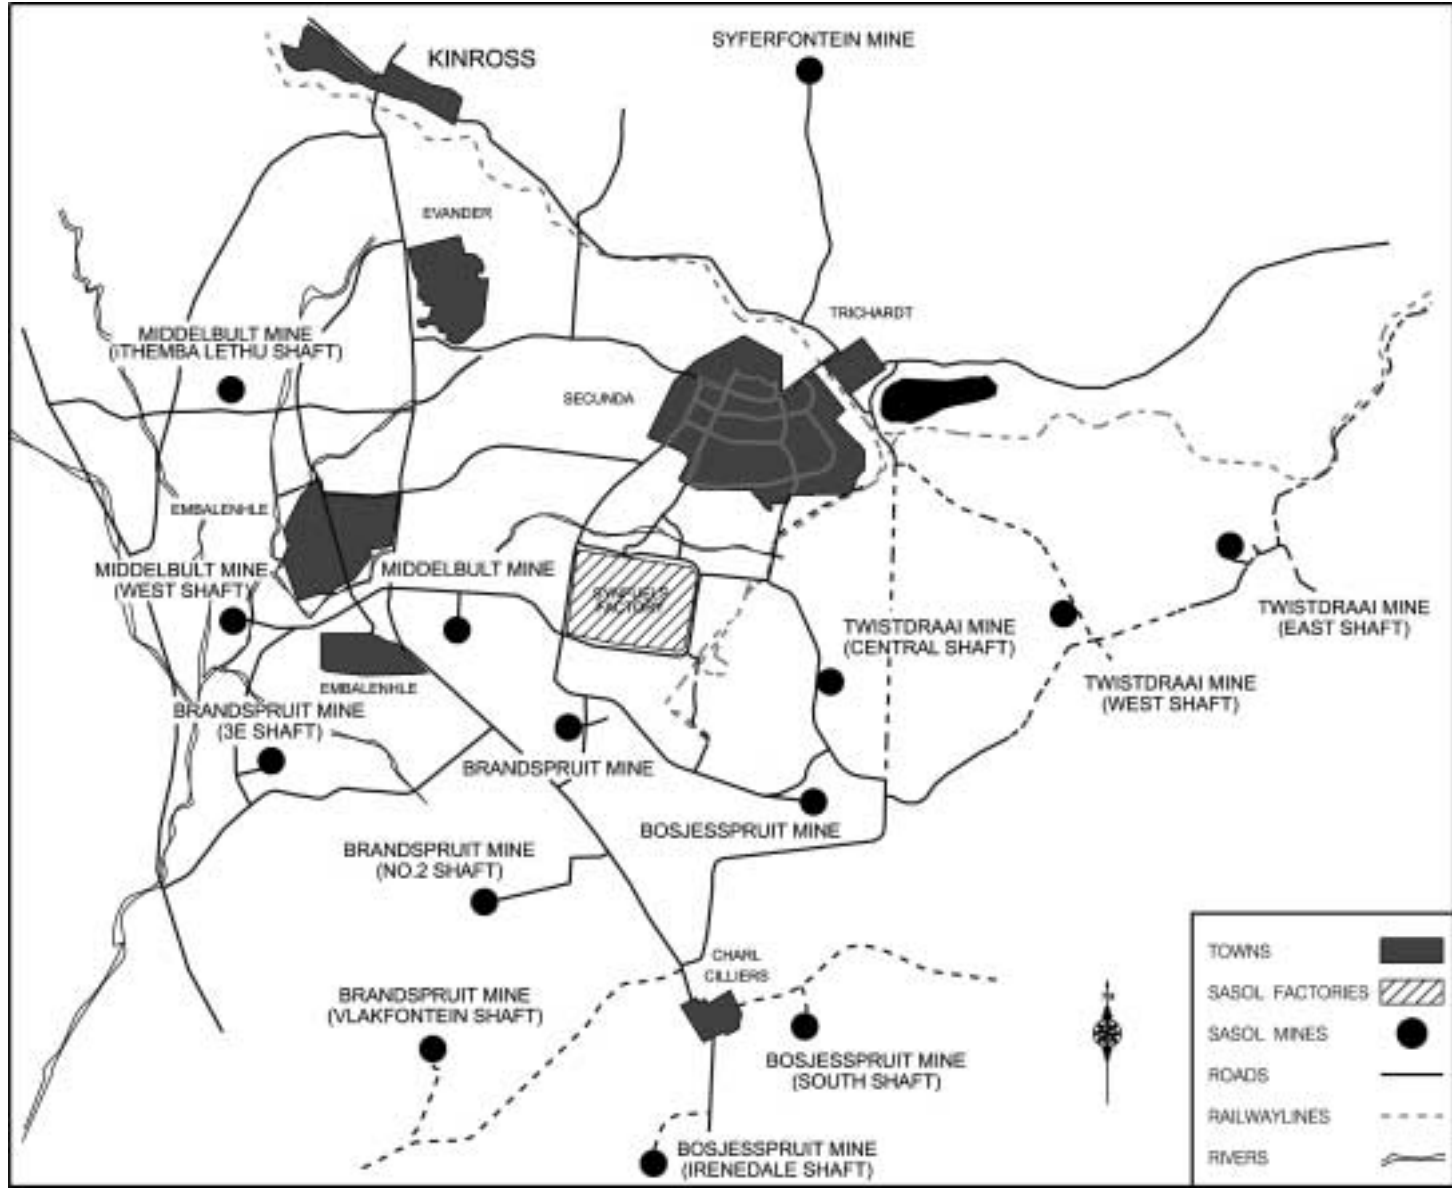 SYFERFONTEIN MINE
KINROSS
EVANDER
TRICHARDT
MIDDELBULT MINE
(iTHEMBA LETHU SHAFT)
SECUNDA
EMBALENHLE
MIDDELBULT MINE
(WEST SHAFT)
MIDDELBULT MINE
SYNFUELS
FACTORY
TWISTDRAAI MINE
(CENTRAL SHAFT)
TWISTDRAAI MINE
(EAST SHAFT)
TWISTDRAAI MINE
(WEST SHAFT)
EMBALENHLE
BRANDSPRUIT MINE
(3E SHAFT)
BRANDSPRUIT MINE
BOSJESSPRUIT MINE
BRANDSPRUIT MINE
(NO.2 SHAFT)
CHARL
CILLIERS
BRANDSPRUIT MINE
(VLAKFONTEIN SHAFT)
BOSJESSPRUIT MINE
(SOUTH SHAFT)
BOSJESSPRUIT MINE
(IRENEDALE SHAFT)
N
TOWNS
SASOL FACTORIES
SASOL MINES
ROADS
RAILWAYLINES
RIVERS